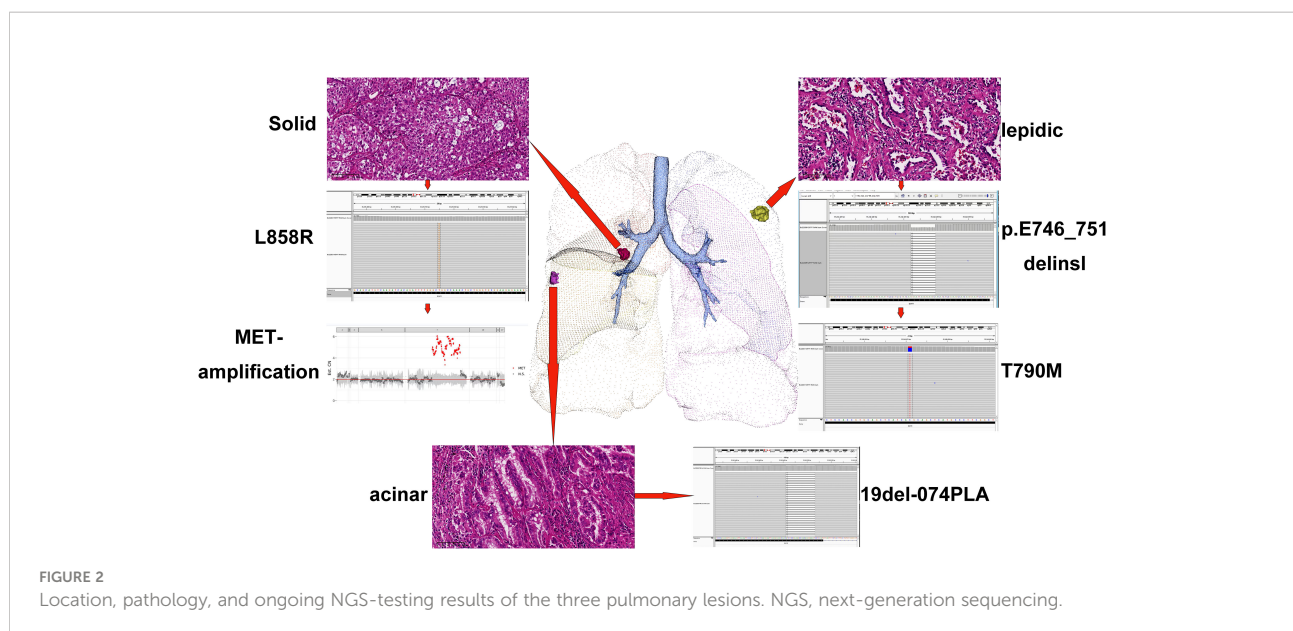 Solid
lepidic
L858R
p.E746_751
delinsI
MET-
amplification
T790M
acinar
19del-074PLA
FIGURE 2
Location, pathology, and ongoing NGS-testing results of the three pulmonary lesions. NGS, next-generation sequencing.